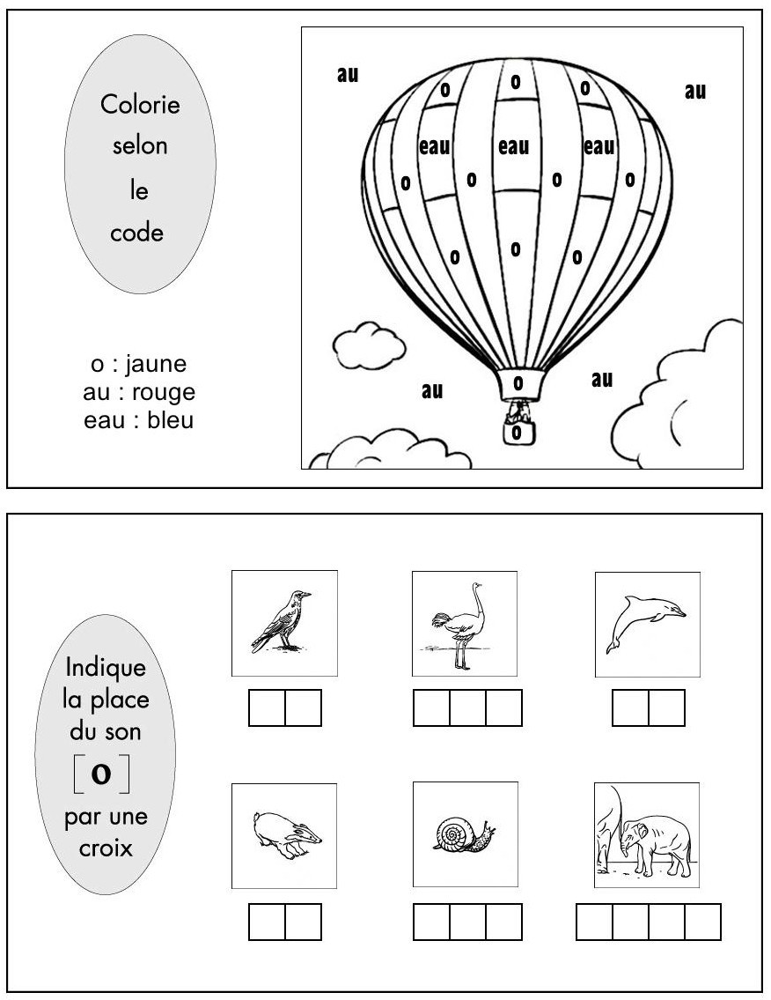 Colorie
selon
le
code
o : jaune
au : rouge
eau : bleu
au
au
o
o
o
eau
eau
eau
o
o
o
o
o
o
o
au
au
o
o
Indique
la place
du son
[ o ]
par une
croix